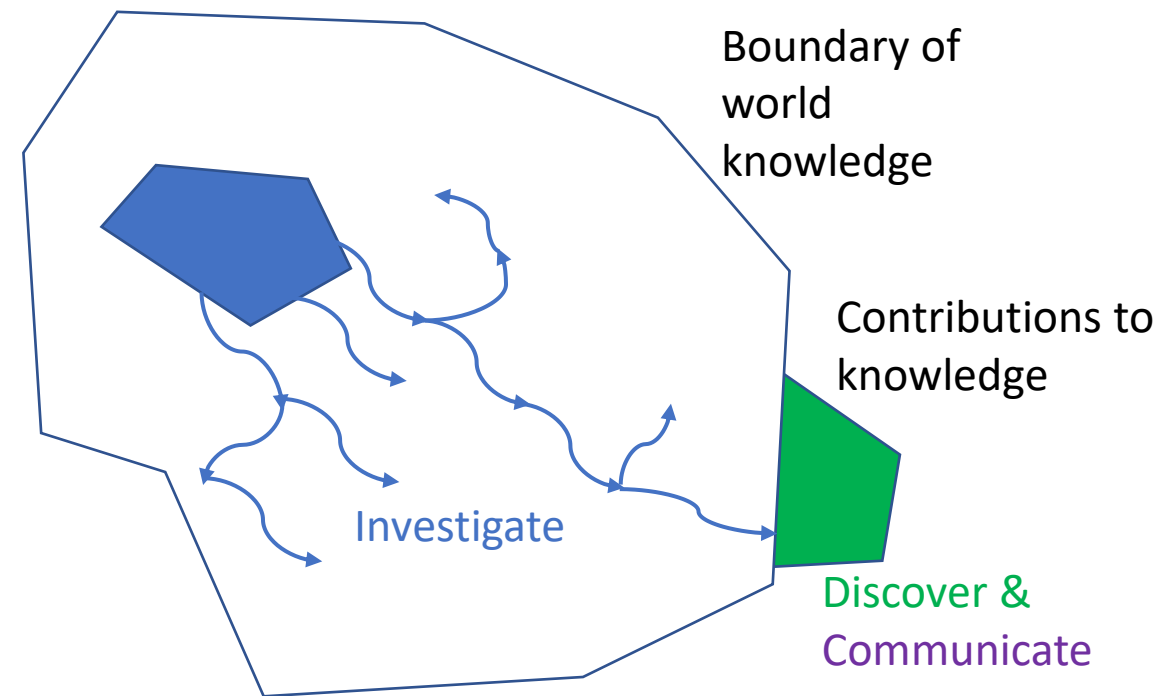 Boundary of
world
knowledge
Contributions to
knowledge
Investigate
Discover &
Communicate